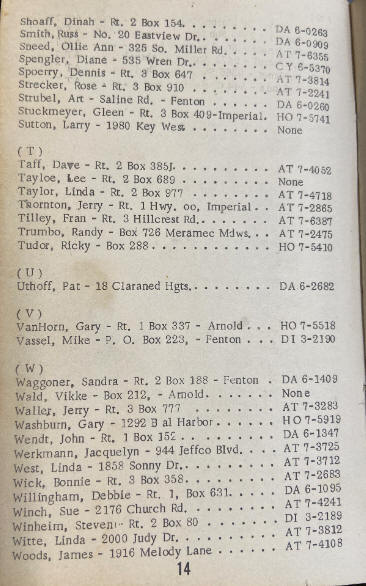 Shoaff, Dinah - Rt. 2 Box 154. . . . . . . . . DA 6-0263
Smith, Russ - No. 20 Eastview Dr. . . . . . . . DA 6-0909
Sneed, Ollie Ann - 325 So. Miller Rd. . . . . . AT 7-6355
Spengler, Diane - 535 Wren Dr. . . . . . . . . CY 6-5370
Spoerry, Dennis - Rt. 3 Box 647 . . . . . . . . AT 7-3814
Strecker, Rose - Rt. 3 Box 910 . . . . . . . . AT 7-2241
Strubel, Art - Saline Rd. - Fenton . . . . . . DA 6-0260
Stuckmeyer, Gleen - Rt. 3 Box 409-Imperial. HO 7-5741
Sutton, Larry - 1980 Key West . . . . . . . . . None
( T )
Taff, Dave - Rt. 2 Box 385J. . . . . . . . . . AT 7-4052
Tayloe, Lee - Rt. 2 Box 689 . . . . . . . . . None
Taylor, Linda - Rt. 2 Box 977 . . . . . . . . AT 7-4718
Thornton, Jerry - Rt. 1 Hwy. oo, Imperial . . AT 7-2865
Tilley, Fran - Rt. 3 Hillcrest Rd. . . . . . . AT 7-6387
Trumbo, Randy - Box 726 Meramec Mdws. . . AT 7-2475
Tudor, Ricky - Box 288 . . . . . . . . . . . HO 7-5410
( U )
Uthoff, Pat - 18 Claraned Hgts. . . . . . . . DA 6-2682
( V )
VanHorn, Gary - Rt. 1 Box 337 - Arnold . . . HO 7-5518
Vassel, Mike - P. O. Box 223, - Fenton . . . DI 3-2190
( W )
Waggoner, Sandra - Rt. 2 Box 188 - Fenton . DA 6-1409
Wald, Vikke - Box 212, - Arnold. . . . . . . None
Waller, Jerry - Rt. 3 Box 777 . . . . . . . . AT 7-3283
Washburn, Gary - 1292 B al Harbor. . . . . . HO 7-5919
Wendt, John - Rt. 1 Box 152 . . . . . . . . . DA 6-1347
Werkmann, Jacquelyn - 944 Jeffco Blvd. . . . AT 7-3725
West, Linda - 1858 Sonny Dr. . . . . . . . . AT 7-3712
Wick, Bonnie - Rt. 3 Box 358. . . . . . . . . AT 7-2683
Willingham, Debbie - Rt. 1, Box 631. . . . . DA 6-1095
Winch, Sue - 2176 Church Rd. . . . . . . . . AT 7-4241
Winheim, Steven - Rt. 2 Box 80 . . . . . . . DI 3-2189
Witte, Linda - 2000 Judy Dr. . . . . . . . . AT 7-3812
Woods, James - 1916 Melody Lane . . . . . . AT 7-4108
14